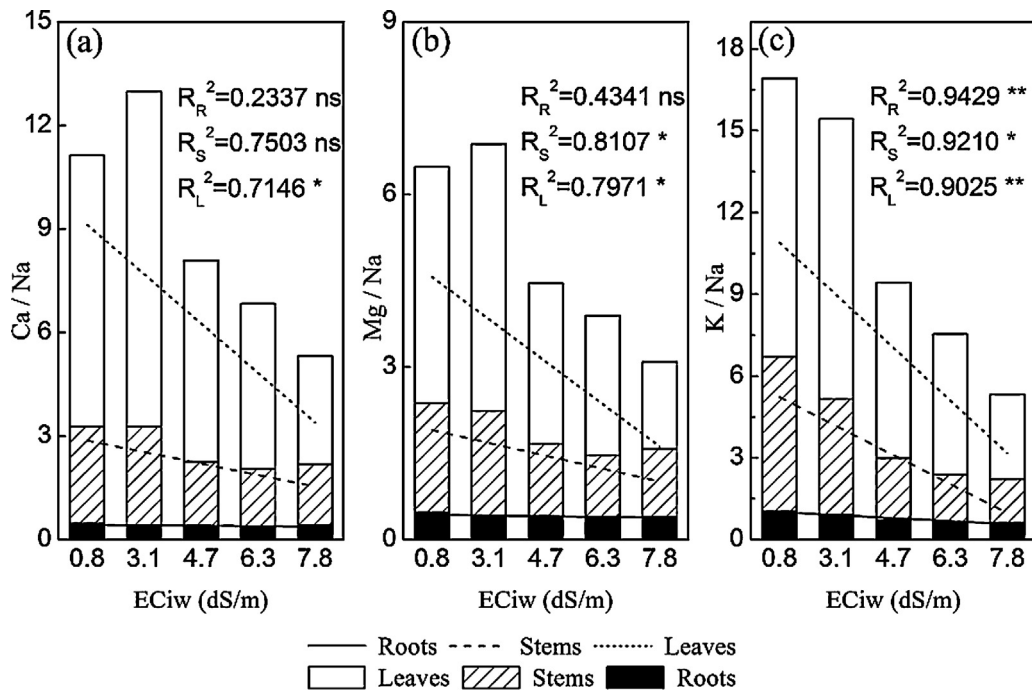 (a)
R_R^2=0.2337 ns
R_S^2=0.7503 ns
R_L^2=0.7146 *
Ca / Na
15
12
9
6
3
0
0.8 3.1 4.7 6.3 7.8
ECiw (dS/m)
(b)
R_R^2=0.4341 ns
R_S^2=0.8107 *
R_L^2=0.7971 *
Mg / Na
9
6
3
0
0.8 3.1 4.7 6.3 7.8
ECiw (dS/m)
(c)
R_R^2=0.9429 **
R_S^2=0.9210 *
R_L^2=0.9025 **
K / Na
18
15
12
9
6
3
0
0.8 3.1 4.7 6.3 7.8
ECiw (dS/m)
Roots Stems Leaves
Leaves Stems Roots